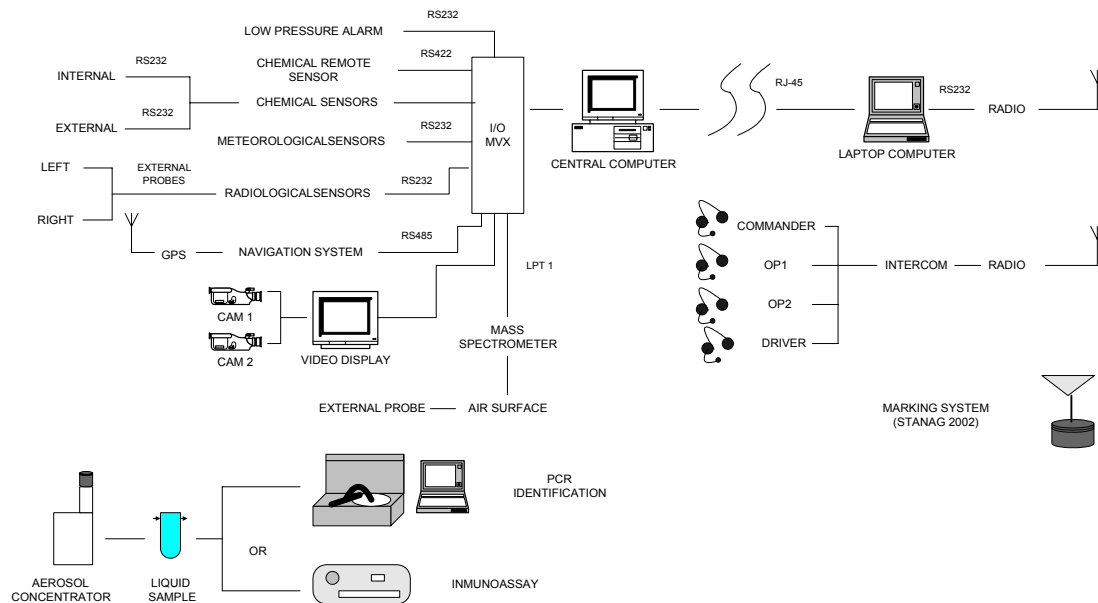 RS232
LOW PRESSURE ALARM
RS422
CHEMICAL REMOTE
SENSOR
RS232
INTERNAL
CHEMICAL SENSORS
RS232
EXTERNAL
RS232
METEOROLOGICALSENSORS
I/O
MVX
CENTRAL COMPUTER
RJ-45
LAPTOP COMPUTER
RS232
RADIO
LEFT
EXTERNAL
PROBES
RADIOLOGICALSENSORS
RS232
RIGHT
GPS
NAVIGATION SYSTEM
RS485
LPT 1
CAM 1
CAM 2
VIDEO DISPLAY
MASS
SPECTROMETER
EXTERNAL PROBE
AIR SURFACE
COMMANDER
OP1
INTERCOM
RADIO
OP2
DRIVER
MARKING SYSTEM
(STANAG 2002)
PCR
IDENTIFICATION
OR
AEROSOL
CONCENTRATOR
LIQUID
SAMPLE
INMUNOASSAY